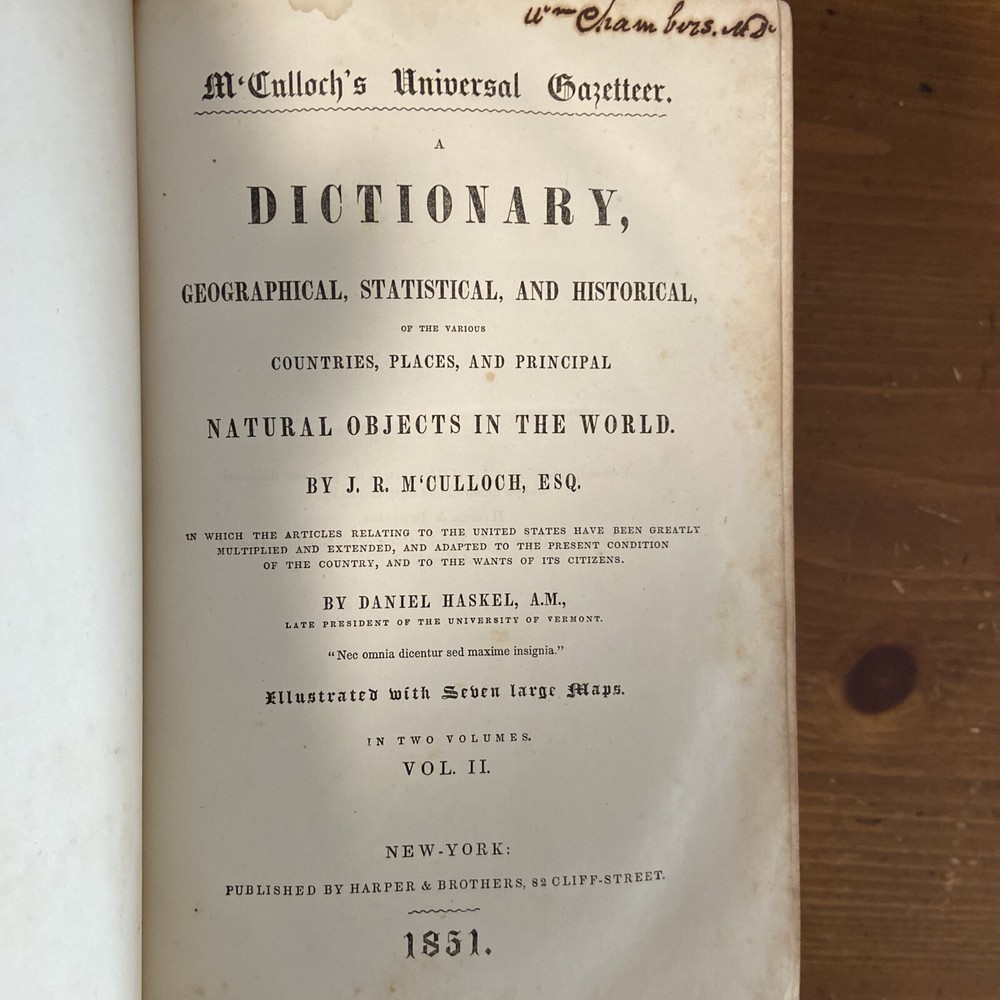 Wm Chambers. M.D.
M‘Culloch's Universal Gazetteer.
A
DICTIONARY,
GEOGRAPHICAL, STATISTICAL, AND HISTORICAL,
OF THE VARIOUS
COUNTRIES, PLACES, AND PRINCIPAL
NATURAL OBJECTS IN THE WORLD.
BY J. R. M‘CULLOCH, ESQ.
IN WHICH THE ARTICLES RELATING TO THE UNITED STATES HAVE BEEN GREATLY
MULTIPLIED AND EXTENDED, AND ADAPTED TO THE PRESENT CONDITION
OF THE COUNTRY, AND TO THE WANTS OF ITS CITIZENS.
BY DANIEL HASKEL, A.M.,
LATE PRESIDENT OF THE UNIVERSITY OF VERMONT.
“Nec omnia dicentur sed maxime insignia.”
Illustrated with Seven large Maps.
IN TWO VOLUMES.
VOL. II.
NEW-YORK:
PUBLISHED BY HARPER & BROTHERS, 82 CLIFF-STREET.
1851.